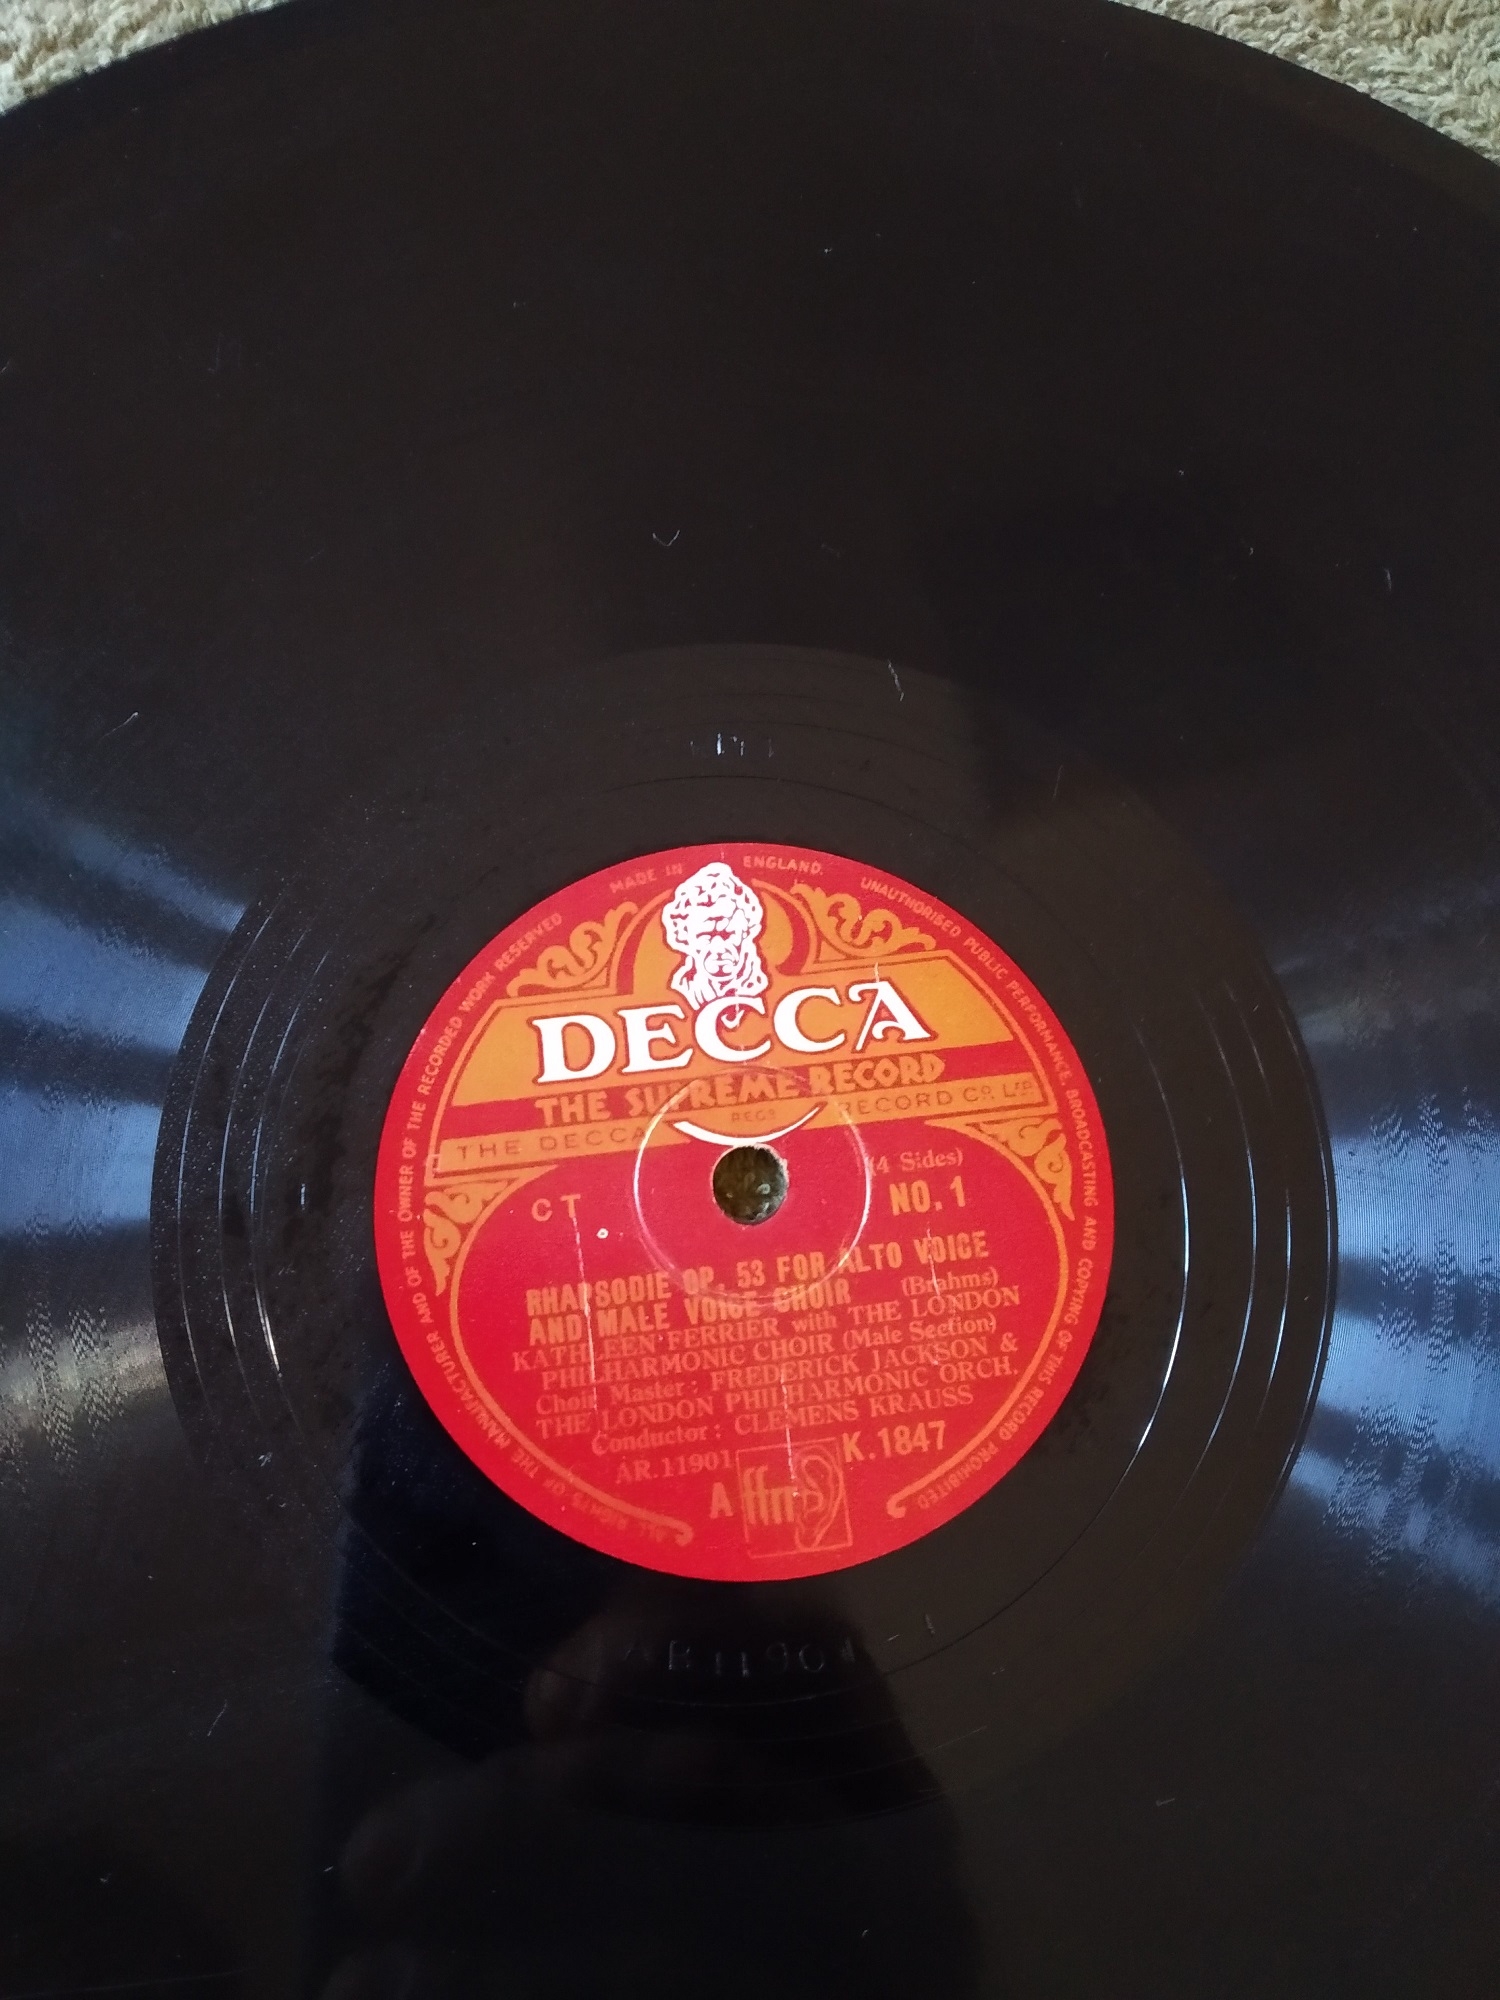 MADE IN ENGLAND.
UNAUTHORISED PUBLIC PERFORMANCE, BROADCASTING AND COPYING OF THIS RECORD PROHIBITED
ALL RIGHTS OF THE MANUFACTURER AND OF THE OWNER OF THE RECORDED WORK RESERVED
DECCA
THE SUPREME RECORD
REGD
THE DECCA RECORD CO. LTD.
(4 Sides)
CT NO. 1
RHAPSODIE OP. 53 FOR ALTO VOICE
AND MALE VOICE CHOIR (Brahms)
KATHLEEN FERRIER with THE LONDON
PHILHARMONIC CHOIR (Male Section)
Choir Master : FREDERICK JACKSON &
THE LONDON PHILHARMONIC ORCH.
Conductor : CLEMENS KRAUSS
AR.11901 K.1847
A ffrr
AR11901-1